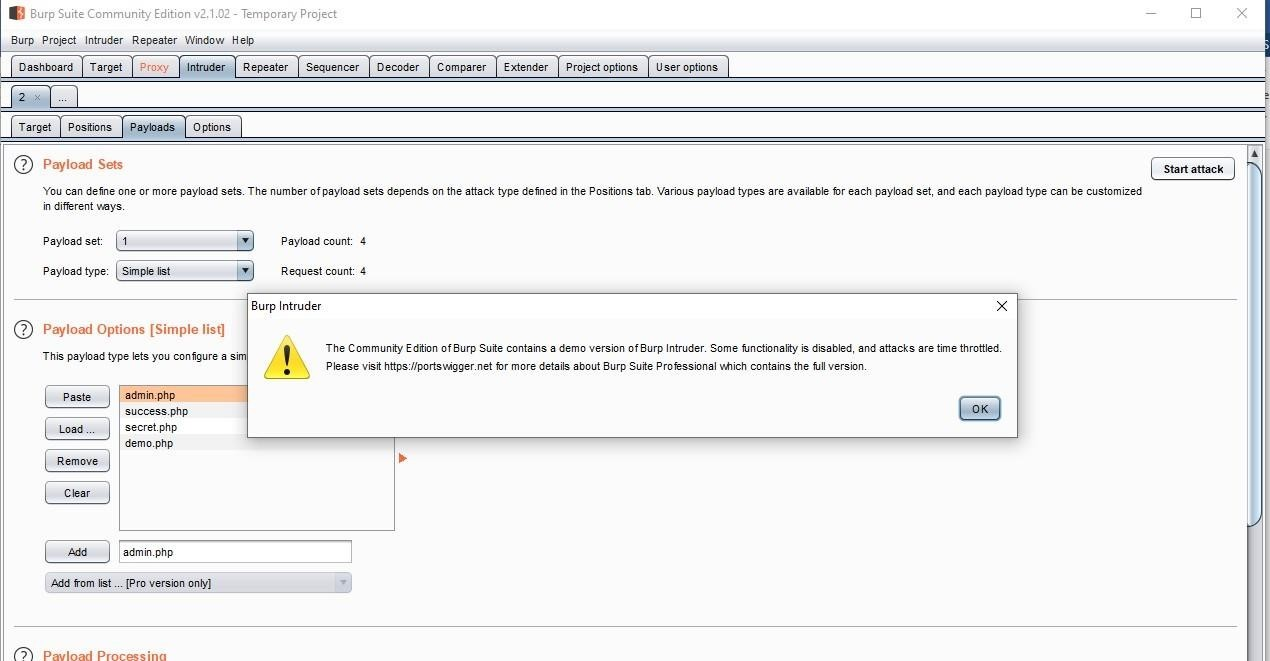 Burp Suite Community Edition v2.1.02 - Temporary Project
Burp Project Intruder Repeater Window Help
Dashboard Target Proxy Intruder Repeater Sequencer Decoder Comparer Extender Project options User options
2 × ...
Target Positions Payloads Options
? Payload Sets
Start attack
You can define one or more payload sets. The number of payload sets depends on the attack type defined in the Positions tab. Various payload types are available for each payload set, and each payload type can be customized
in different ways.
Payload set: 1 Payload count: 4
Payload type: Simple list Request count: 4
Burp Intruder
The Community Edition of Burp Suite contains a demo version of Burp Intruder. Some functionality is disabled, and attacks are time throttled.
Please visit https://portswigger.net for more details about Burp Suite Professional which contains the full version.
OK
? Payload Options [Simple list]
This payload type lets you configure a sim
Paste
Load ...
Remove
Clear
admin.php
success.php
secret.php
demo.php
Add admin.php
Add from list ... [Pro version only]
? Payload Processing